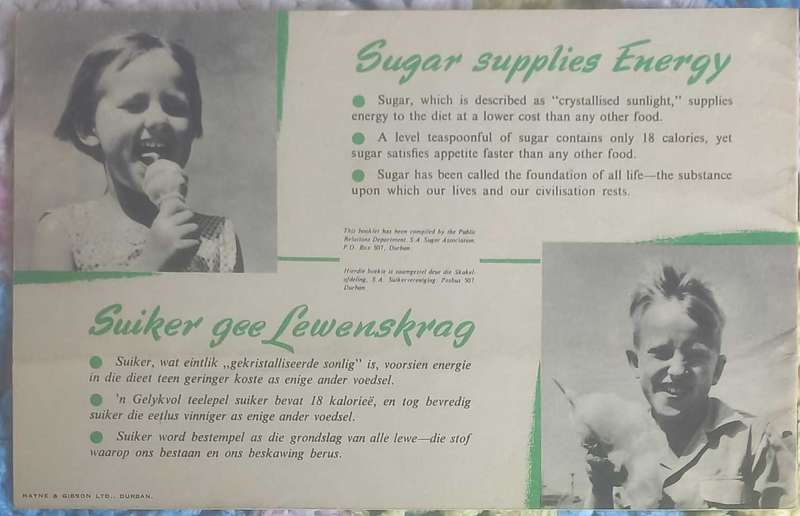 Sugar supplies Energy
Sugar, which is described as "crystallised sunlight," supplies
energy to the diet at a lower cost than any other food.
A level teaspoonful of sugar contains only 18 calories, yet
sugar satisfies appetite faster than any other food.
Sugar has been called the foundation of all life—the substance
upon which our lives and our civilisation rests.
This booklet has been compiled by the Public
Relations Department, S.A. Sugar Association,
P.O. Box 507, Durban.
Hierdie boekie is saamgestel deur die Skakel-
afdeling, S.A. Suikervereniging, Posbus 507
Durban
Suiker gee Lewenskrag
Suiker, wat eintlik „gekristalliseerde sonlig" is, voorsien energie
in die dieet teen geringer koste as enige ander voedsel.
'n Gelykvol teelepel suiker bevat 18 kalorieë, en tog bevredig
suiker die eetlus vinniger as enige ander voedsel.
Suiker word bestempel as die grondslag van alle lewe—die stof
waarop ons bestaan en ons beskawing berus.
HAYNE & GIBSON LTD., DURBAN.